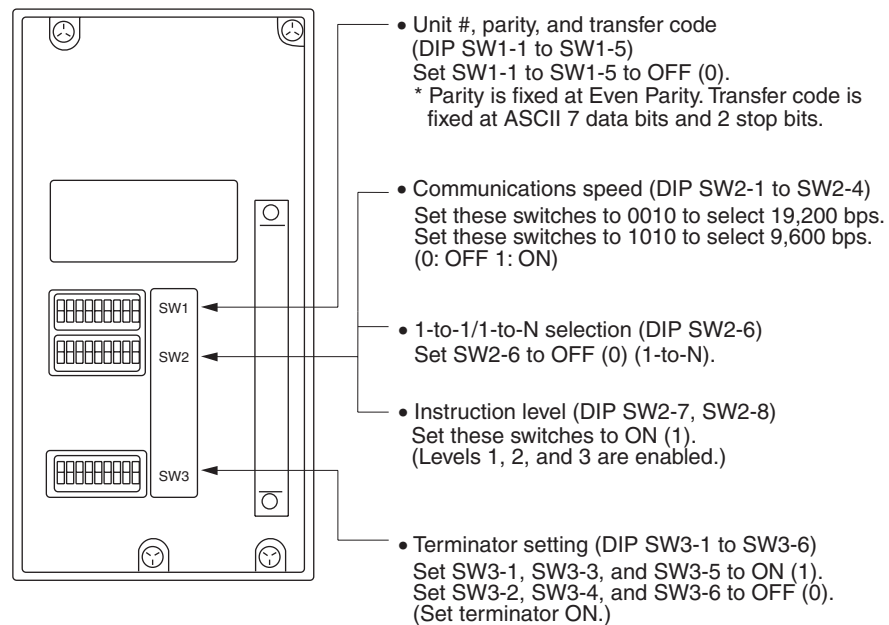 • Unit #, parity, and transfer code
(DIP SW1-1 to SW1-5)
Set SW1-1 to SW1-5 to OFF (0).
* Parity is fixed at Even Parity. Transfer code is
fixed at ASCII 7 data bits and 2 stop bits.
• Communications speed (DIP SW2-1 to SW2-4)
Set these switches to 0010 to select 19,200 bps.
Set these switches to 1010 to select 9,600 bps.
(0: OFF 1: ON)
SW1
• 1-to-1/1-to-N selection (DIP SW2-6)
Set SW2-6 to OFF (0) (1-to-N).
SW2
• Instruction level (DIP SW2-7, SW2-8)
Set these switches to ON (1).
(Levels 1, 2, and 3 are enabled.)
SW3
• Terminator setting (DIP SW3-1 to SW3-6)
Set SW3-1, SW3-3, and SW3-5 to ON (1).
Set SW3-2, SW3-4, and SW3-6 to OFF (0).
(Set terminator ON.)